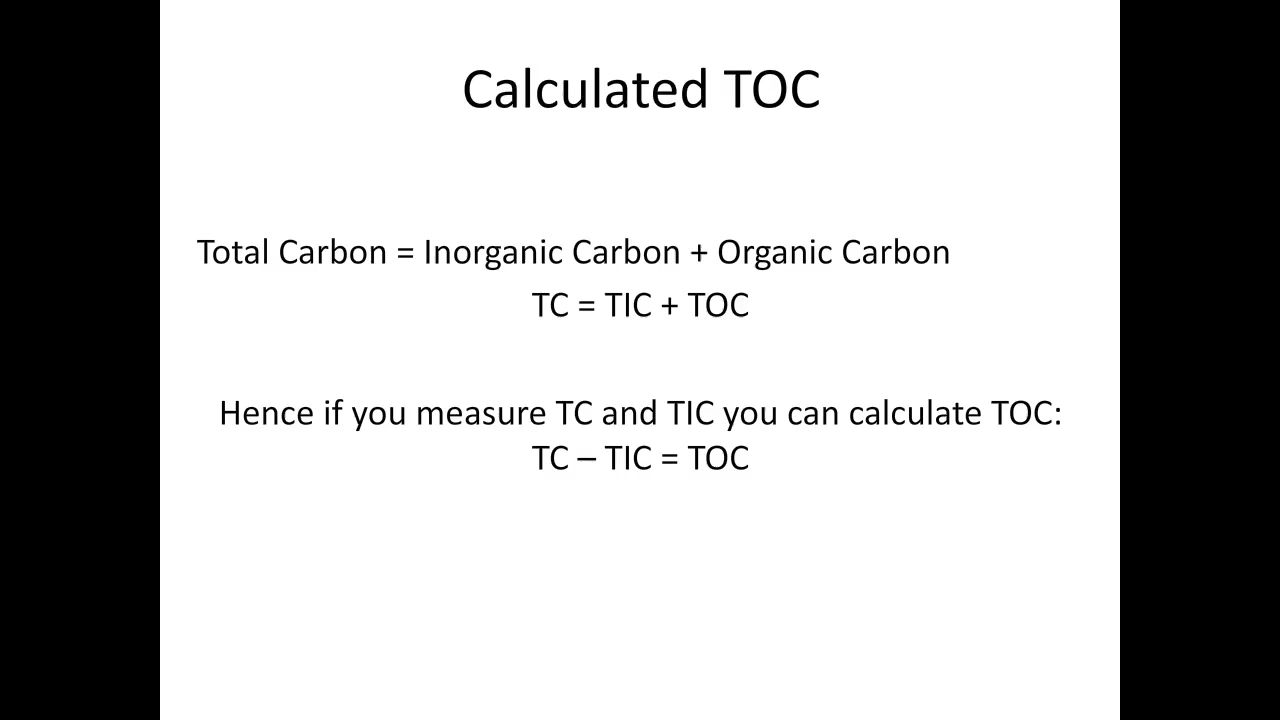 Calculated TOC
Total Carbon = Inorganic Carbon + Organic Carbon
TC = TIC + TOC
Hence if you measure TC and TIC you can calculate TOC:
TC – TIC = TOC